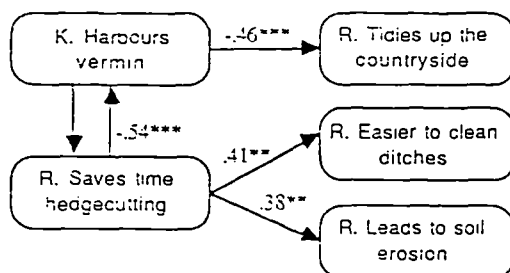 K. Harbours
vermin
-.46***
R. Tidies up the
countryside
-.54***
R. Saves time
hedgecutting
.41**
R. Easier to clean
ditches
.38**
R. Leads to soil
erosion